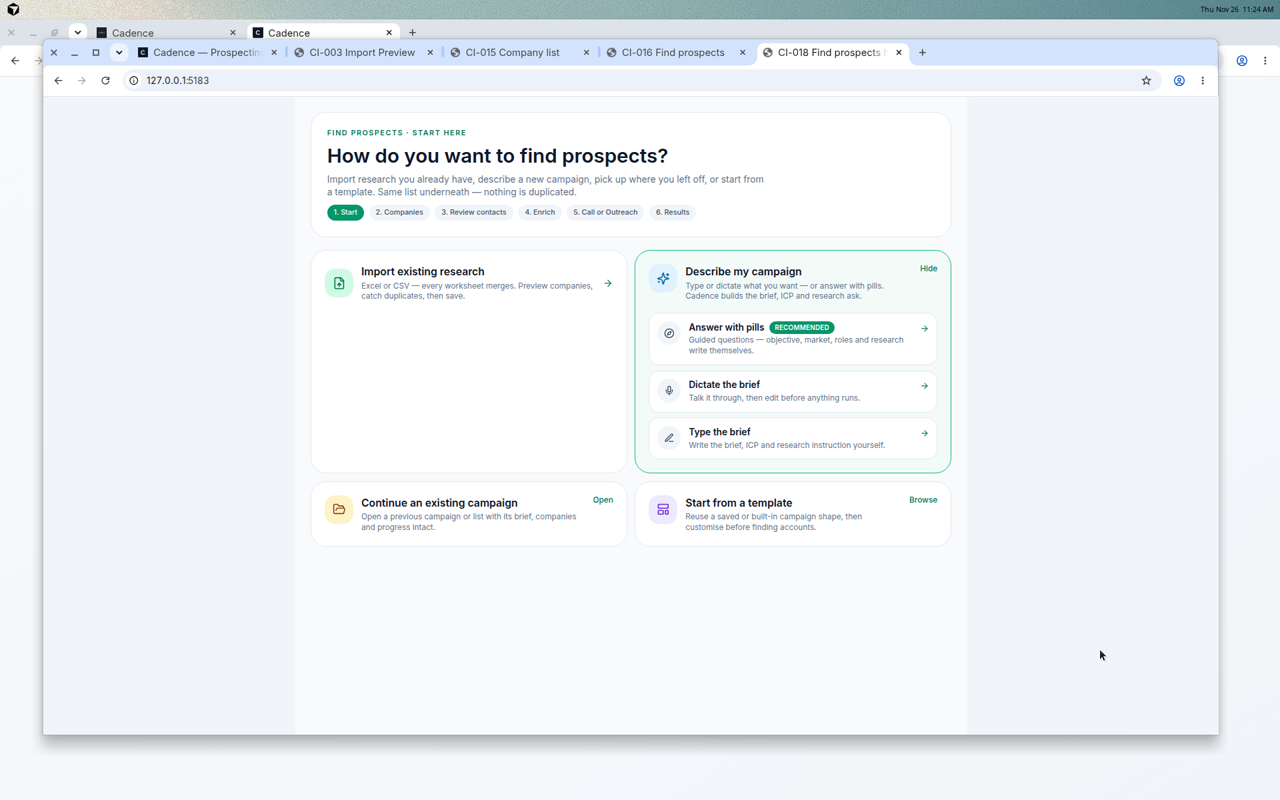 Thu Nov 26 11:24 AM
Cadence
Cadence
Cadence — Prospectin
CI-003 Import Preview
CI-015 Company list
CI-016 Find prospects
CI-018 Find prospects
127.0.0.1:5183
FIND PROSPECTS · START HERE
How do you want to find prospects?
Import research you already have, describe a new campaign, pick up where you left off, or start from
a template. Same list underneath — nothing is duplicated.
1. Start
2. Companies
3. Review contacts
4. Enrich
5. Call or Outreach
6. Results
Import existing research
Excel or CSV — every worksheet merges. Preview companies,
catch duplicates, then save.
Describe my campaign
Hide
Type or dictate what you want — or answer with pills.
Cadence builds the brief, ICP and research ask.
Answer with pills RECOMMENDED
Guided questions — objective, market, roles and research
write themselves.
Dictate the brief
Talk it through, then edit before anything runs.
Type the brief
Write the brief, ICP and research instruction yourself.
Continue an existing campaign
Open
Open a previous campaign or list with its brief, companies
and progress intact.
Start from a template
Browse
Reuse a saved or built-in campaign shape, then
customise before finding accounts.